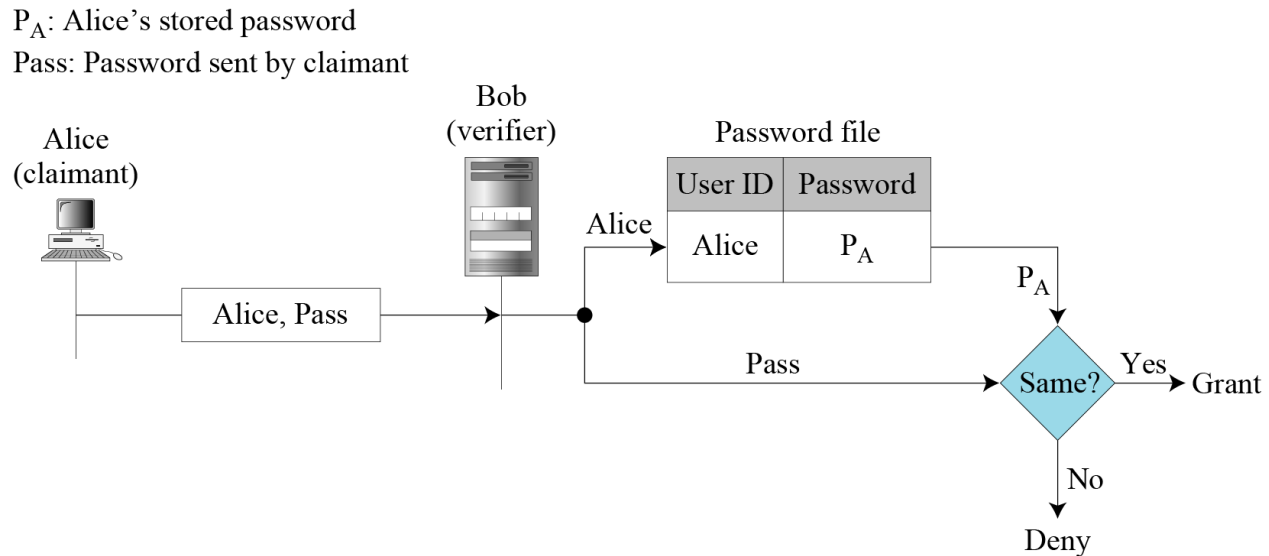 P_A: Alice’s stored password
Pass: Password sent by claimant
Alice
(claimant)
Bob
(verifier)
Password file
User ID Password
Alice
Alice P_A
Alice, Pass
P_A
Pass
Same?
Yes
Grant
No
Deny